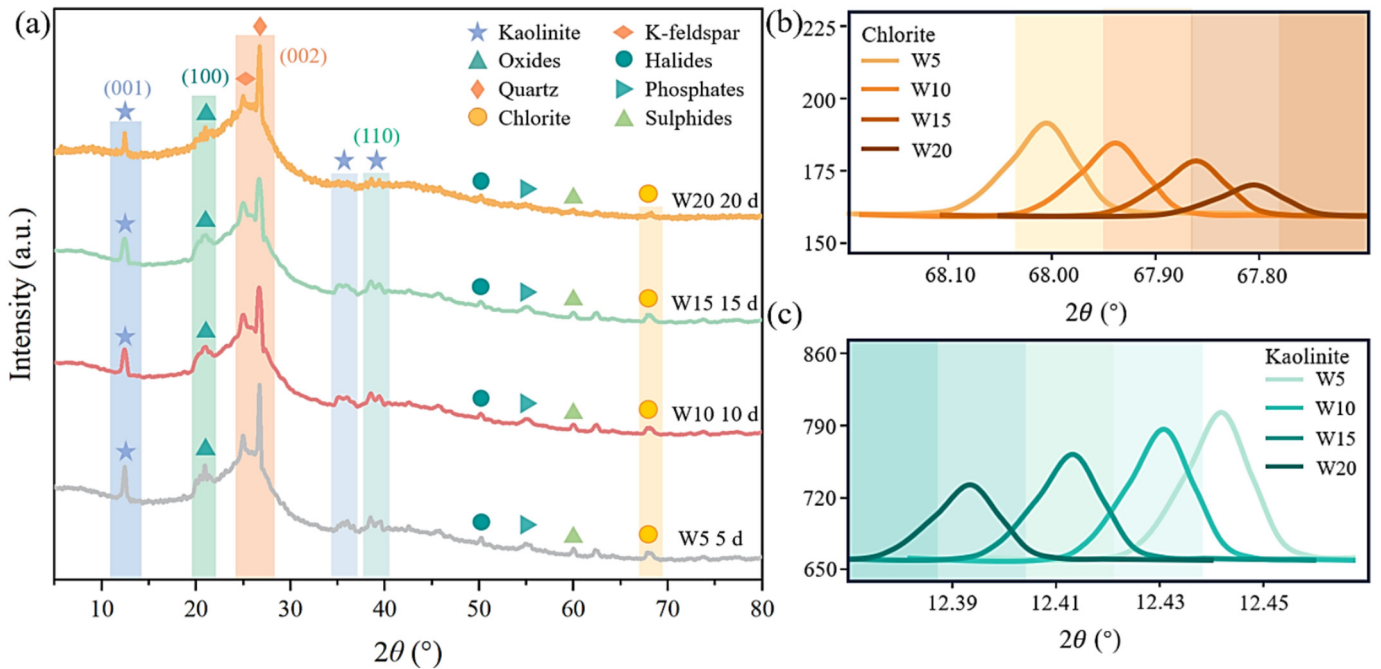 (a)
Kaolinite
K-feldspar
Oxides
Halides
Quartz
Phosphates
Chlorite
Sulphides
(001)
(100)
(002)
(110)
W20 20 d
W15 15 d
W10 10 d
W5 5 d
Intensity (a.u.)
10 20 30 40 50 60 70 80
2θ (°)
(b)
Chlorite
W5
W10
W15
W20
225
200
175
150
68.10 68.00 67.90 67.80
2θ (°)
(c)
Kaolinite
W5
W10
W15
W20
860
790
720
650
12.39 12.41 12.43 12.45
2θ (°)